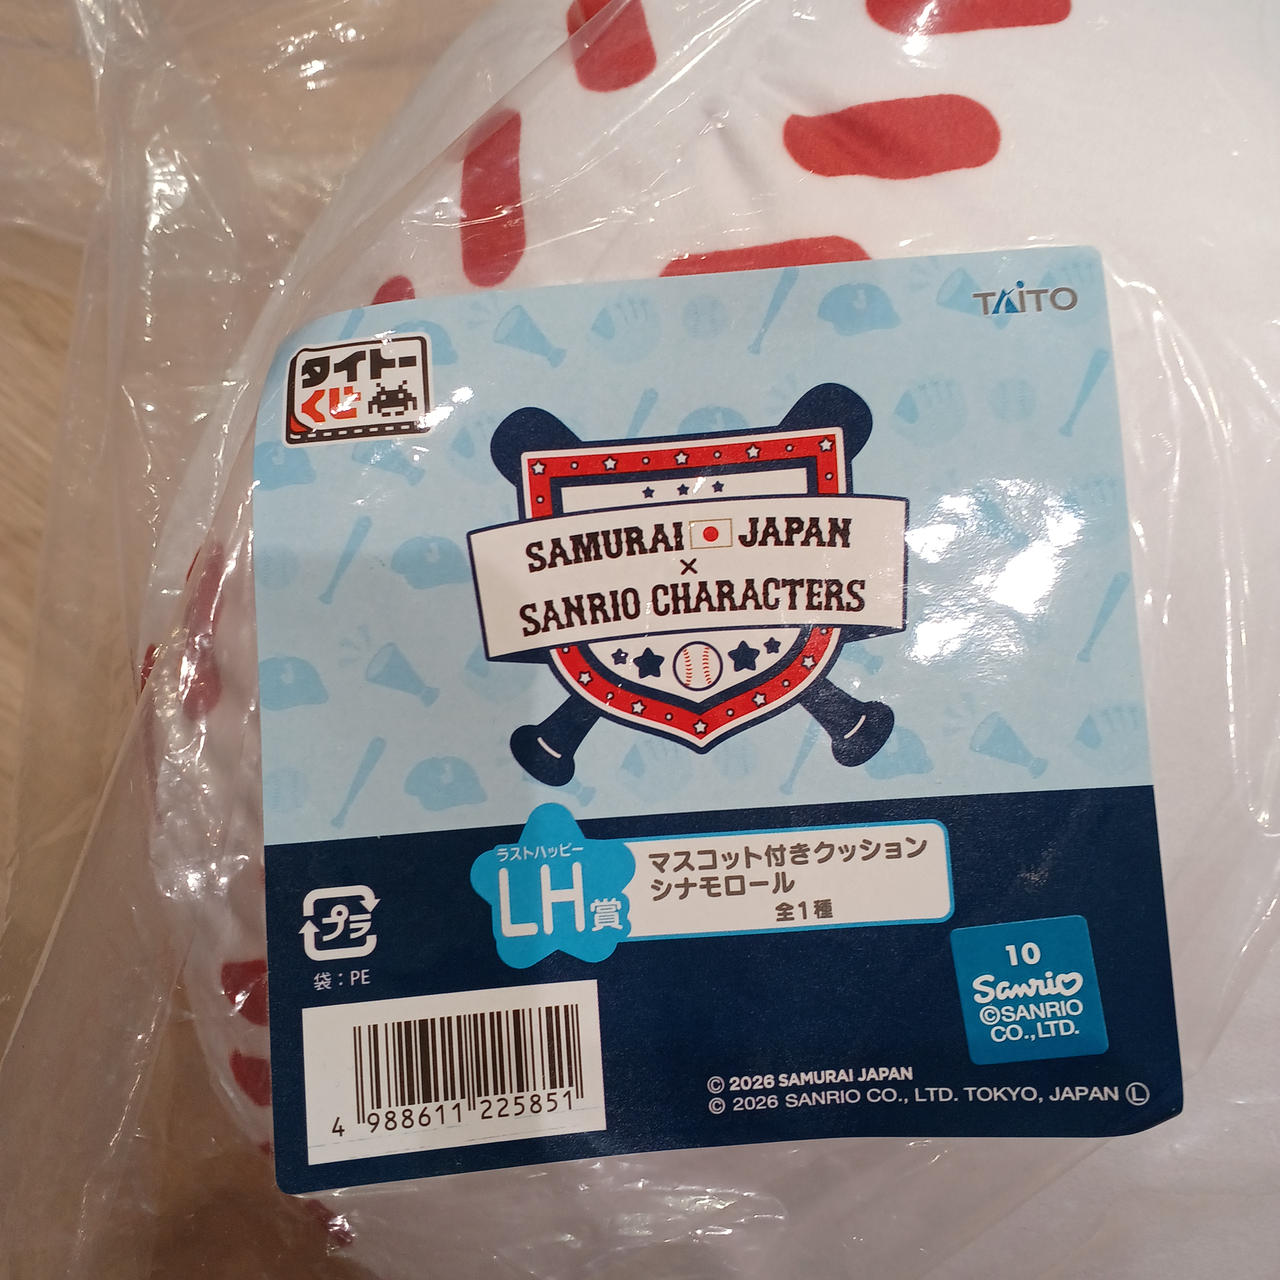 TAITO
タイトー
くじ
SAMURAI JAPAN
×
SANRIO CHARACTERS
ラストハッピー
LH賞
マスコット付きクッション
シナモロール
全1種
プラ
袋：PE
10
Sanrio
©SANRIO
CO.,LTD.
4 988611 225851
© 2026 SAMURAI JAPAN
© 2026 SANRIO CO., LTD. TOKYO, JAPAN Ⓛ